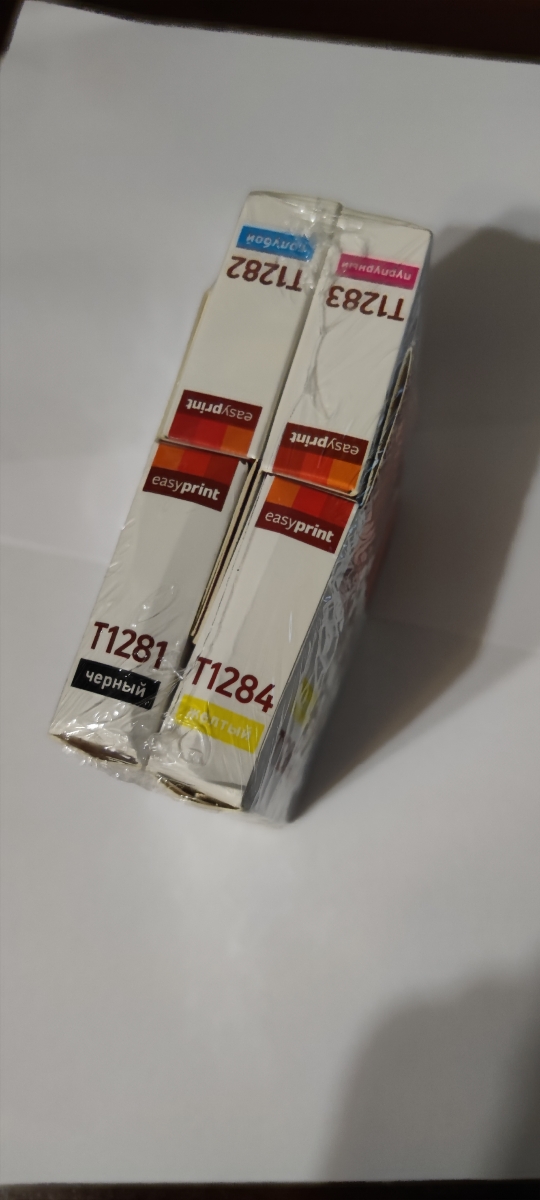 голубой
T1282
easyprint
пурпурный
T1283
easyprint
easyprint
T1281
черный
easyprint
T1284
желтый